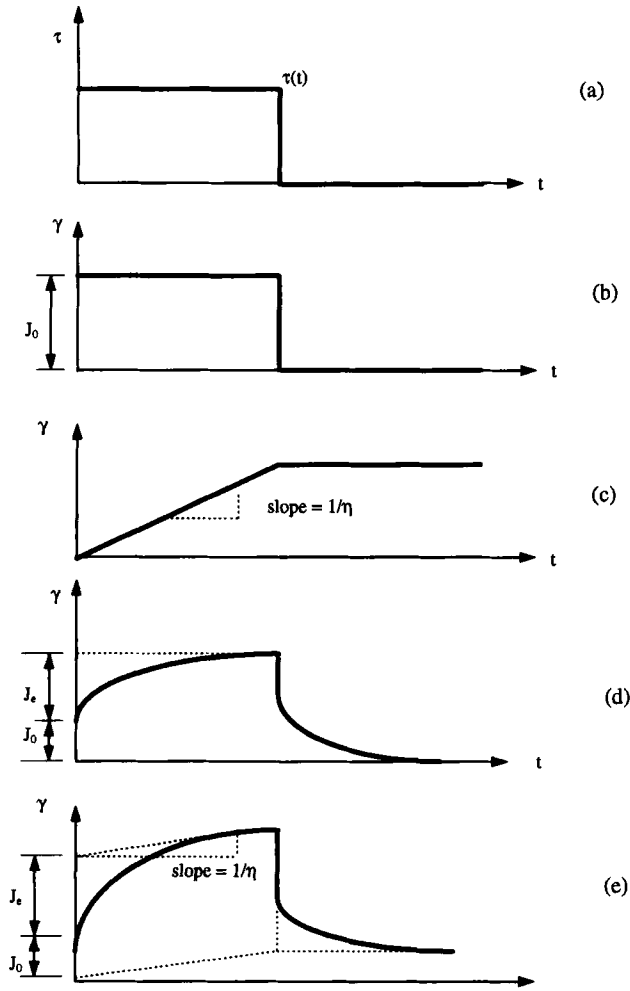 τ
τ(t)
(a)
t
γ
J₀
(b)
t
γ
slope = 1/η
(c)
t
γ
Jₑ
J₀
(d)
t
γ
slope = 1/η
Jₑ
(e)
J₀